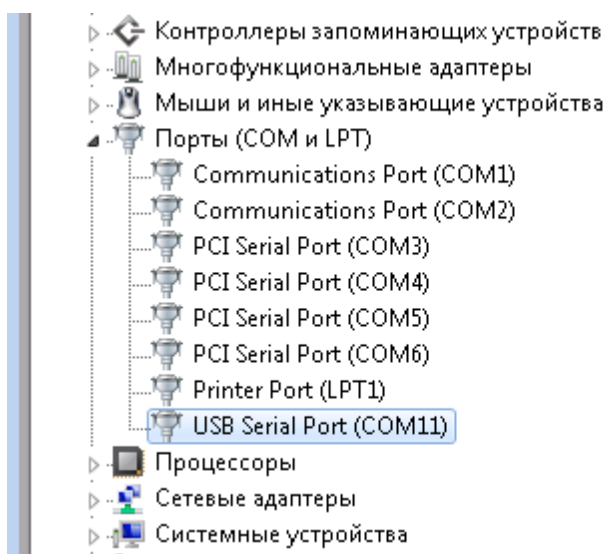 Контроллеры запоминающих устройств
Многофункциональные адаптеры
Мыши и иные указывающие устройства
Порты (COM и LPT)
Communications Port (COM1)
Communications Port (COM2)
PCI Serial Port (COM3)
PCI Serial Port (COM4)
PCI Serial Port (COM5)
PCI Serial Port (COM6)
Printer Port (LPT1)
USB Serial Port (COM11)
Процессоры
Сетевые адаптеры
Системные устройства